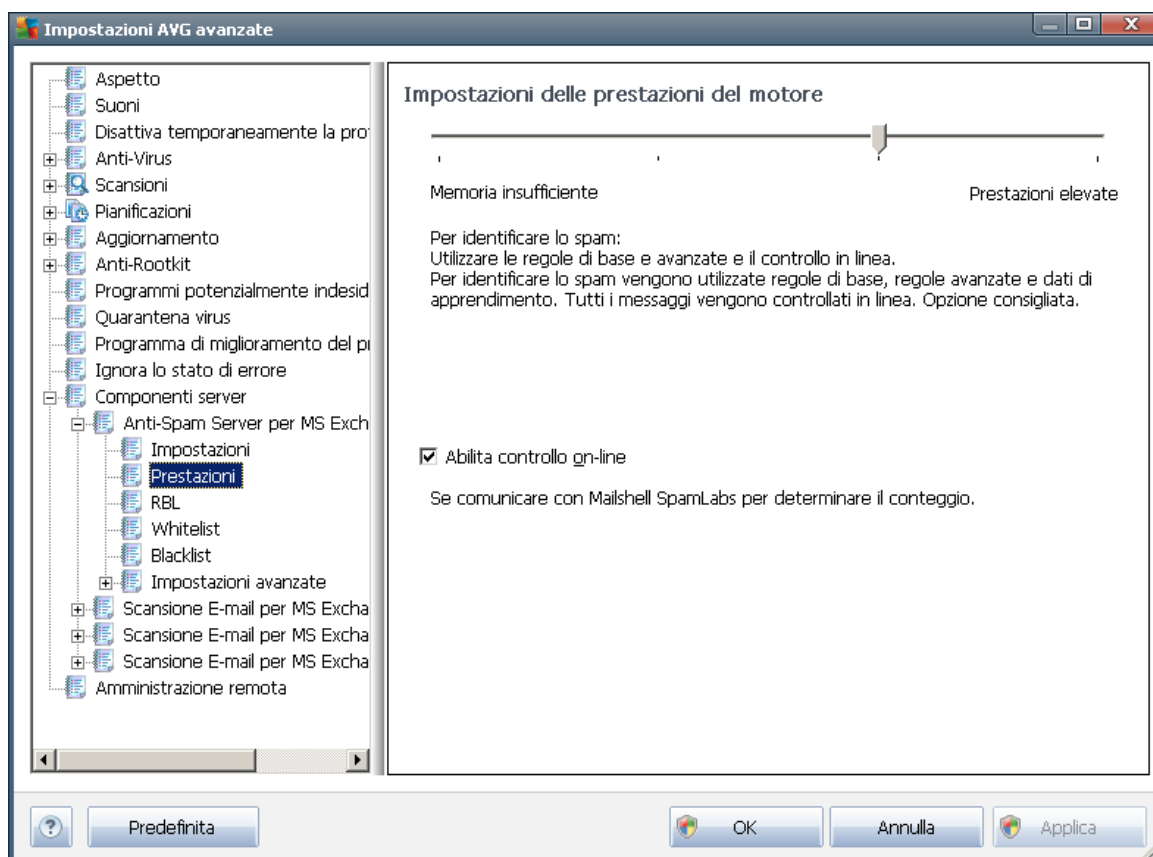 Impostazioni AVG avanzate
Aspetto
Suoni
Disattiva temporaneamente la pro
Anti-Virus
Scansioni
Pianificazioni
Aggiornamento
Anti-Rootkit
Programmi potenzialmente indesid
Quarantena virus
Programma di miglioramento del p
Ignora lo stato di errore
Componenti server
Anti-Spam Server per MS Exch
Impostazioni
Prestazioni
RBL
Whitelist
Blacklist
Impostazioni avanzate
Scansione E-mail per MS Excha
Scansione E-mail per MS Excha
Scansione E-mail per MS Excha
Amministrazione remota
Impostazioni delle prestazioni del motore
Memoria insufficiente
Prestazioni elevate
Per identificare lo spam:
Utilizzare le regole di base e avanzate e il controllo in linea.
Per identificare lo spam vengono utilizzate regole di base, regole avanzate e dati di
apprendimento. Tutti i messaggi vengono controllati in linea. Opzione consigliata.
Abilita controllo on-line
Se comunicare con Mailshell SpamLabs per determinare il conteggio.
?
Predefinita
OK
Annulla
Applica